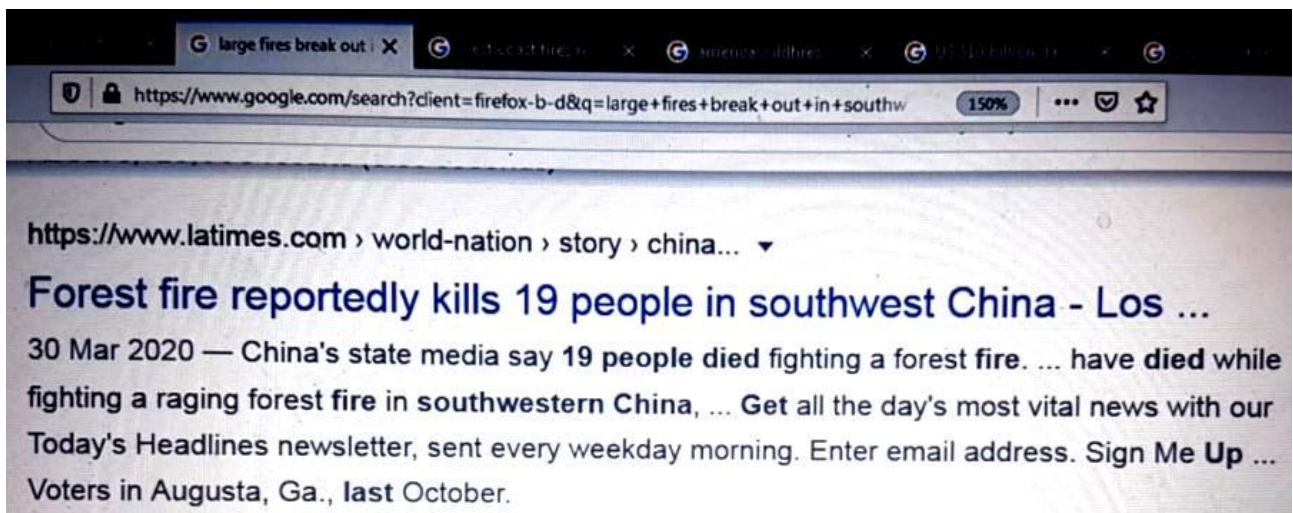 large fires break out i
https://www.google.com/search?client=firefox-b-d&q=large+fires+break+out+in+southw 150%
https://www.latimes.com › world-nation › story › china...
Forest fire reportedly kills 19 people in southwest China - Los ...
30 Mar 2020 — China's state media say 19 people died fighting a forest fire. ... have died while
fighting a raging forest fire in southwestern China, ... Get all the day's most vital news with our
Today's Headlines newsletter, sent every weekday morning. Enter email address. Sign Me Up ...
Voters in Augusta, Ga., last October.